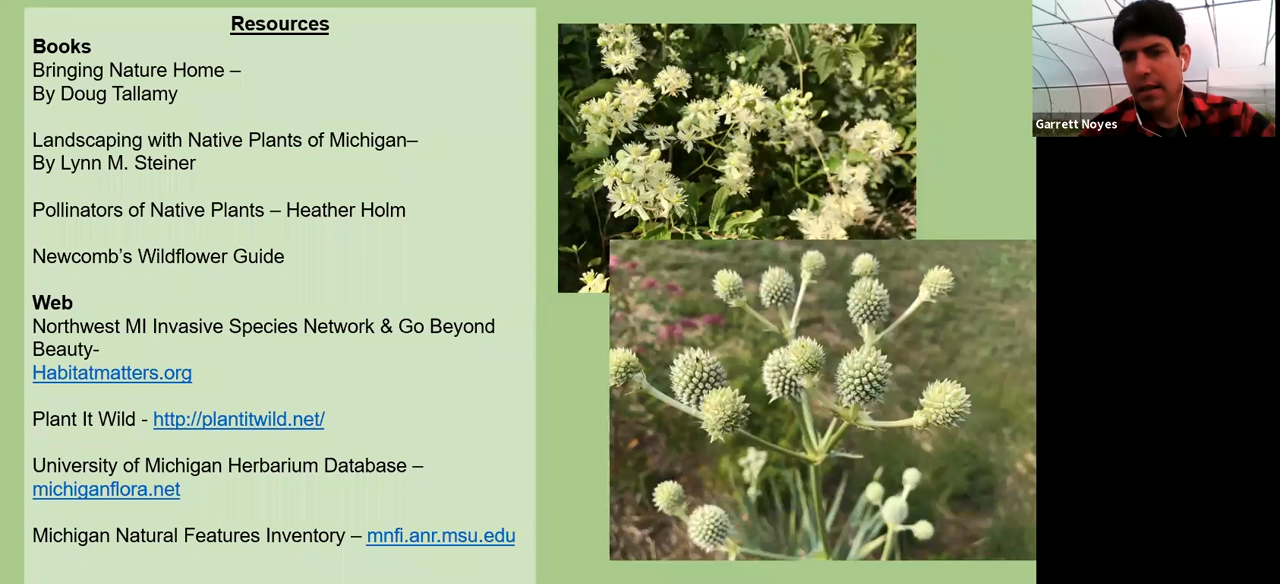 Resources
Books
Bringing Nature Home –
By Doug Tallamy
Landscaping with Native Plants of Michigan–
By Lynn M. Steiner
Pollinators of Native Plants – Heather Holm
Newcomb’s Wildflower Guide
Web
Northwest MI Invasive Species Network & Go Beyond
Beauty-
Habitatmatters.org
Plant It Wild - http://plantitwild.net/
University of Michigan Herbarium Database –
michiganflora.net
Michigan Natural Features Inventory – mnfi.anr.msu.edu
Garrett Noyes